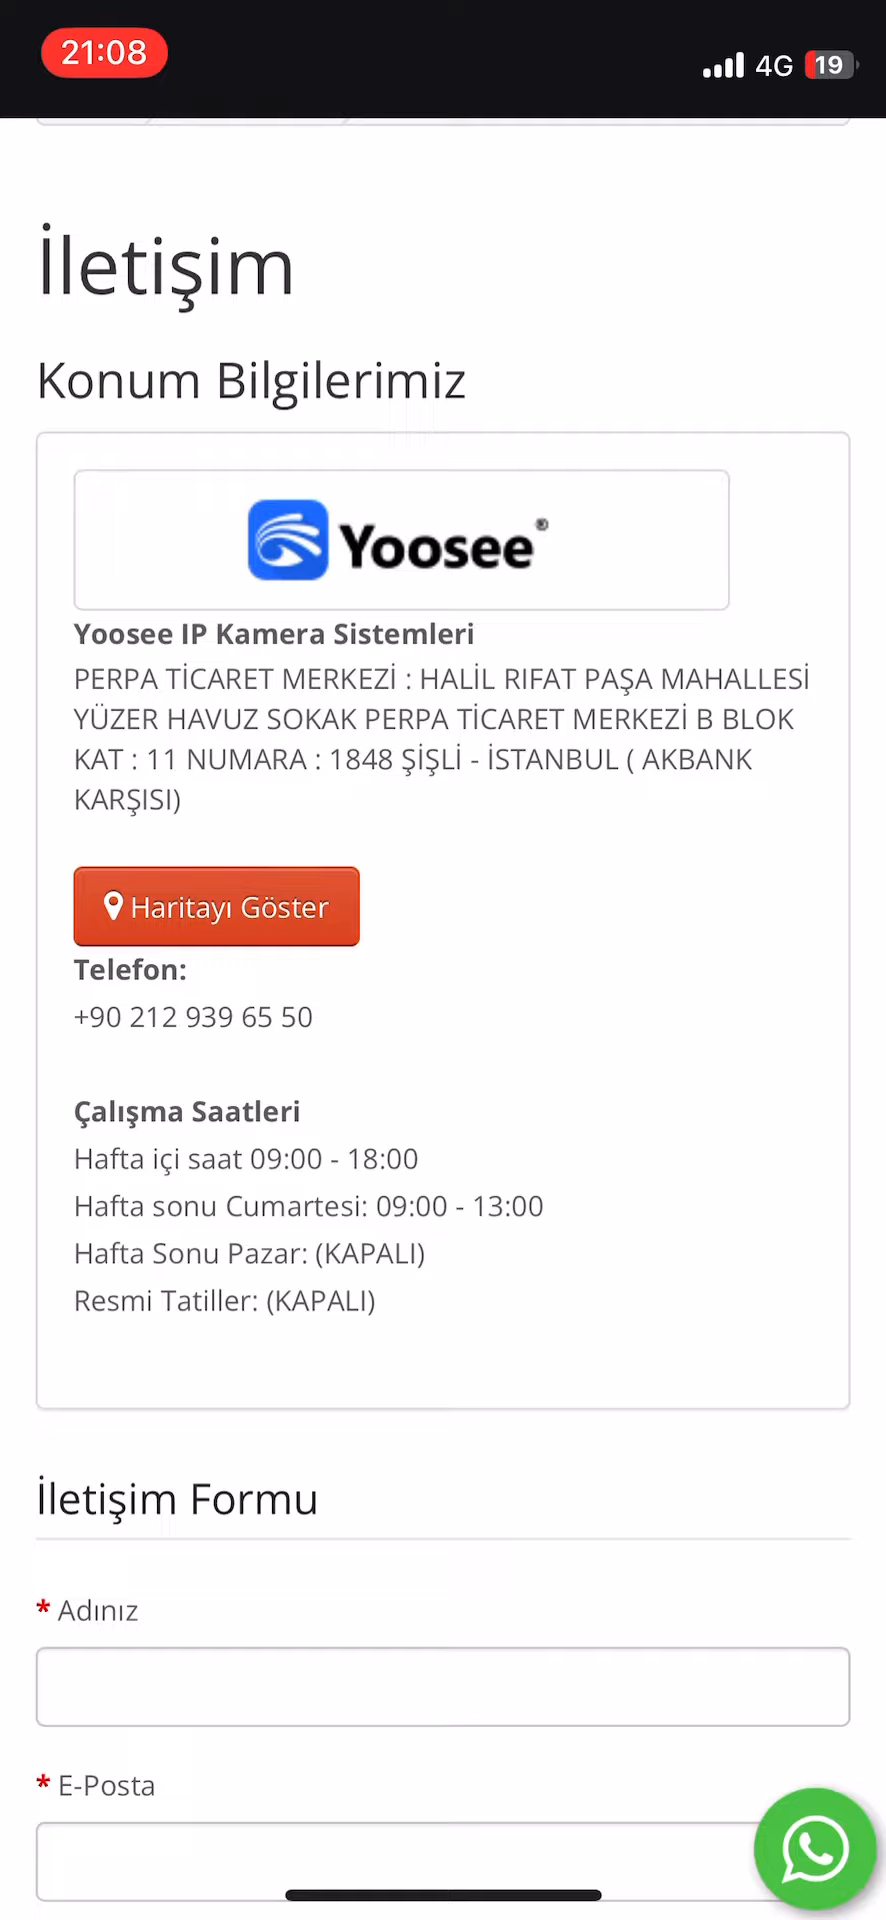 21:08
4G 19
İletişim
Konum Bilgilerimiz
Yoosee®
Yoosee IP Kamera Sistemleri
PERPA TİCARET MERKEZİ : HALİL RIFAT PAŞA MAHALLESİ
YÜZER HAVUZ SOKAK PERPA TİCARET MERKEZİ B BLOK
KAT : 11 NUMARA : 1848 ŞİŞLİ - İSTANBUL ( AKBANK
KARŞISI)
Haritayı Göster
Telefon:
+90 212 939 65 50
Çalışma Saatleri
Hafta içi saat 09:00 - 18:00
Hafta sonu Cumartesi: 09:00 - 13:00
Hafta Sonu Pazar: (KAPALI)
Resmi Tatiller: (KAPALI)
İletişim Formu
* Adınız
* E-Posta